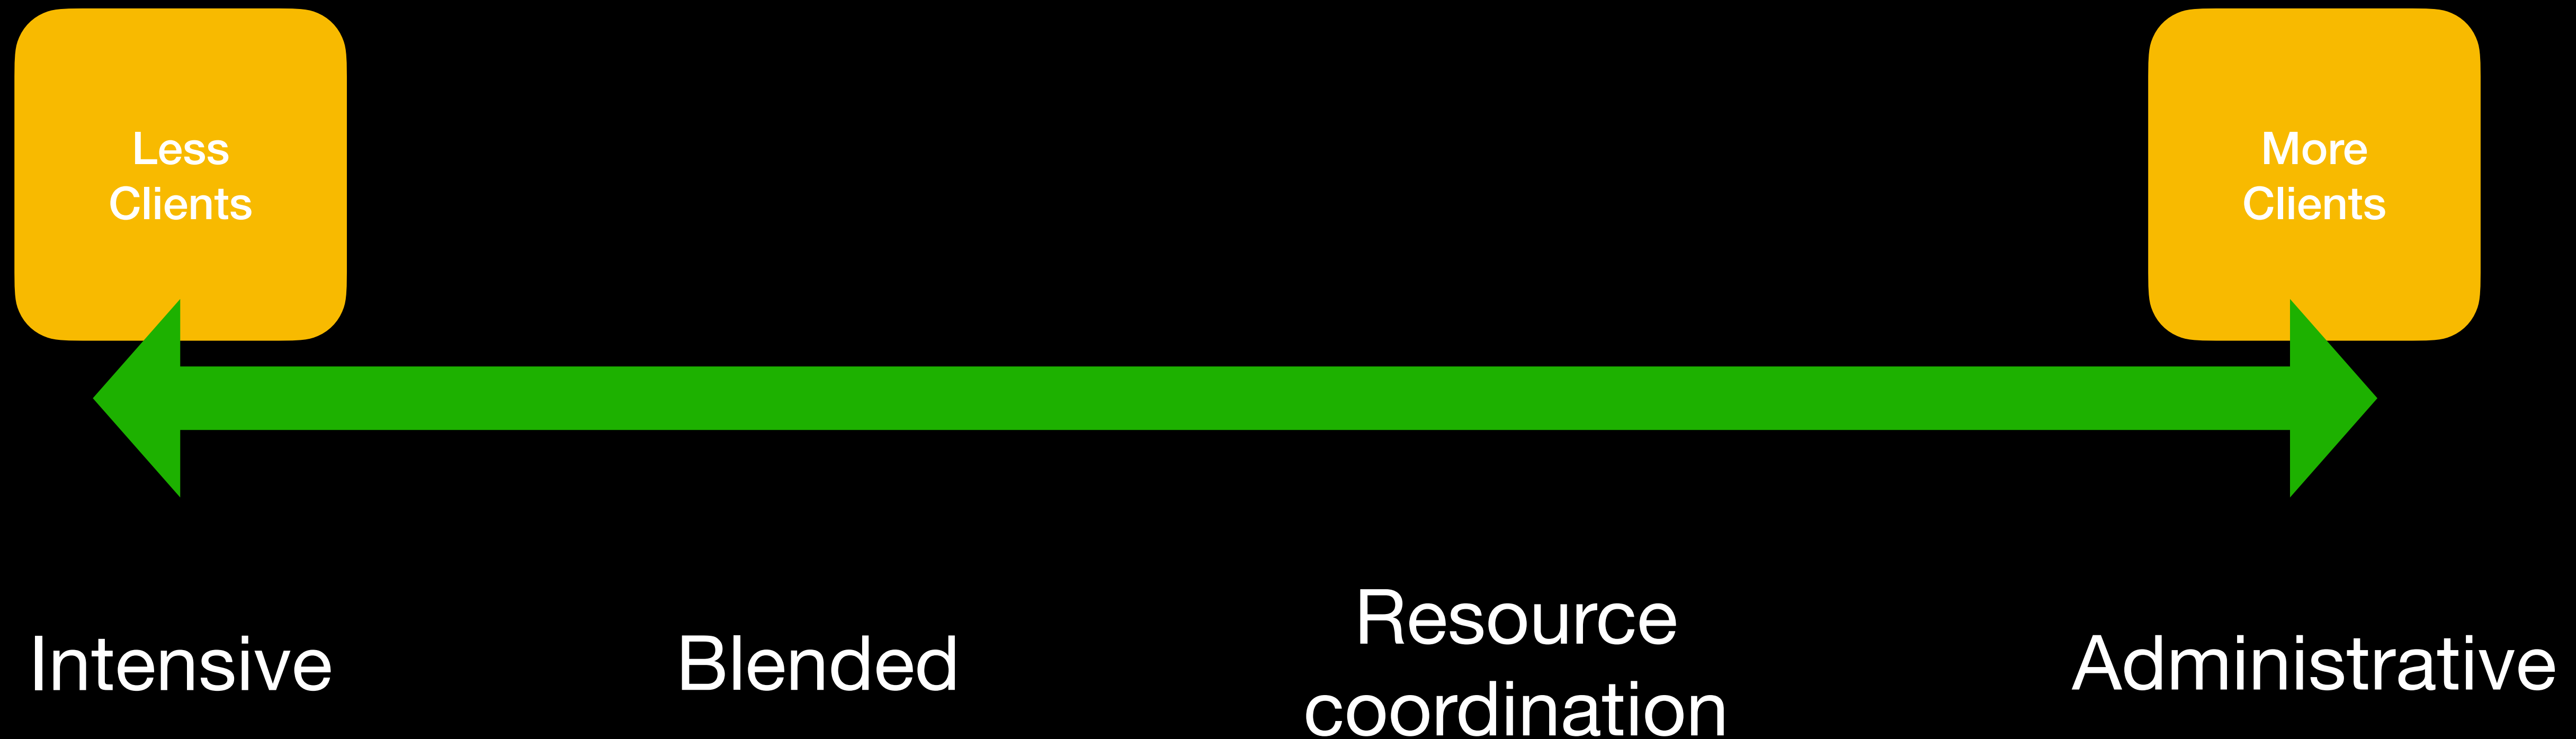 Less
Clients
More
Clients
Intensive
Blended
Resource
coordination
Administrative